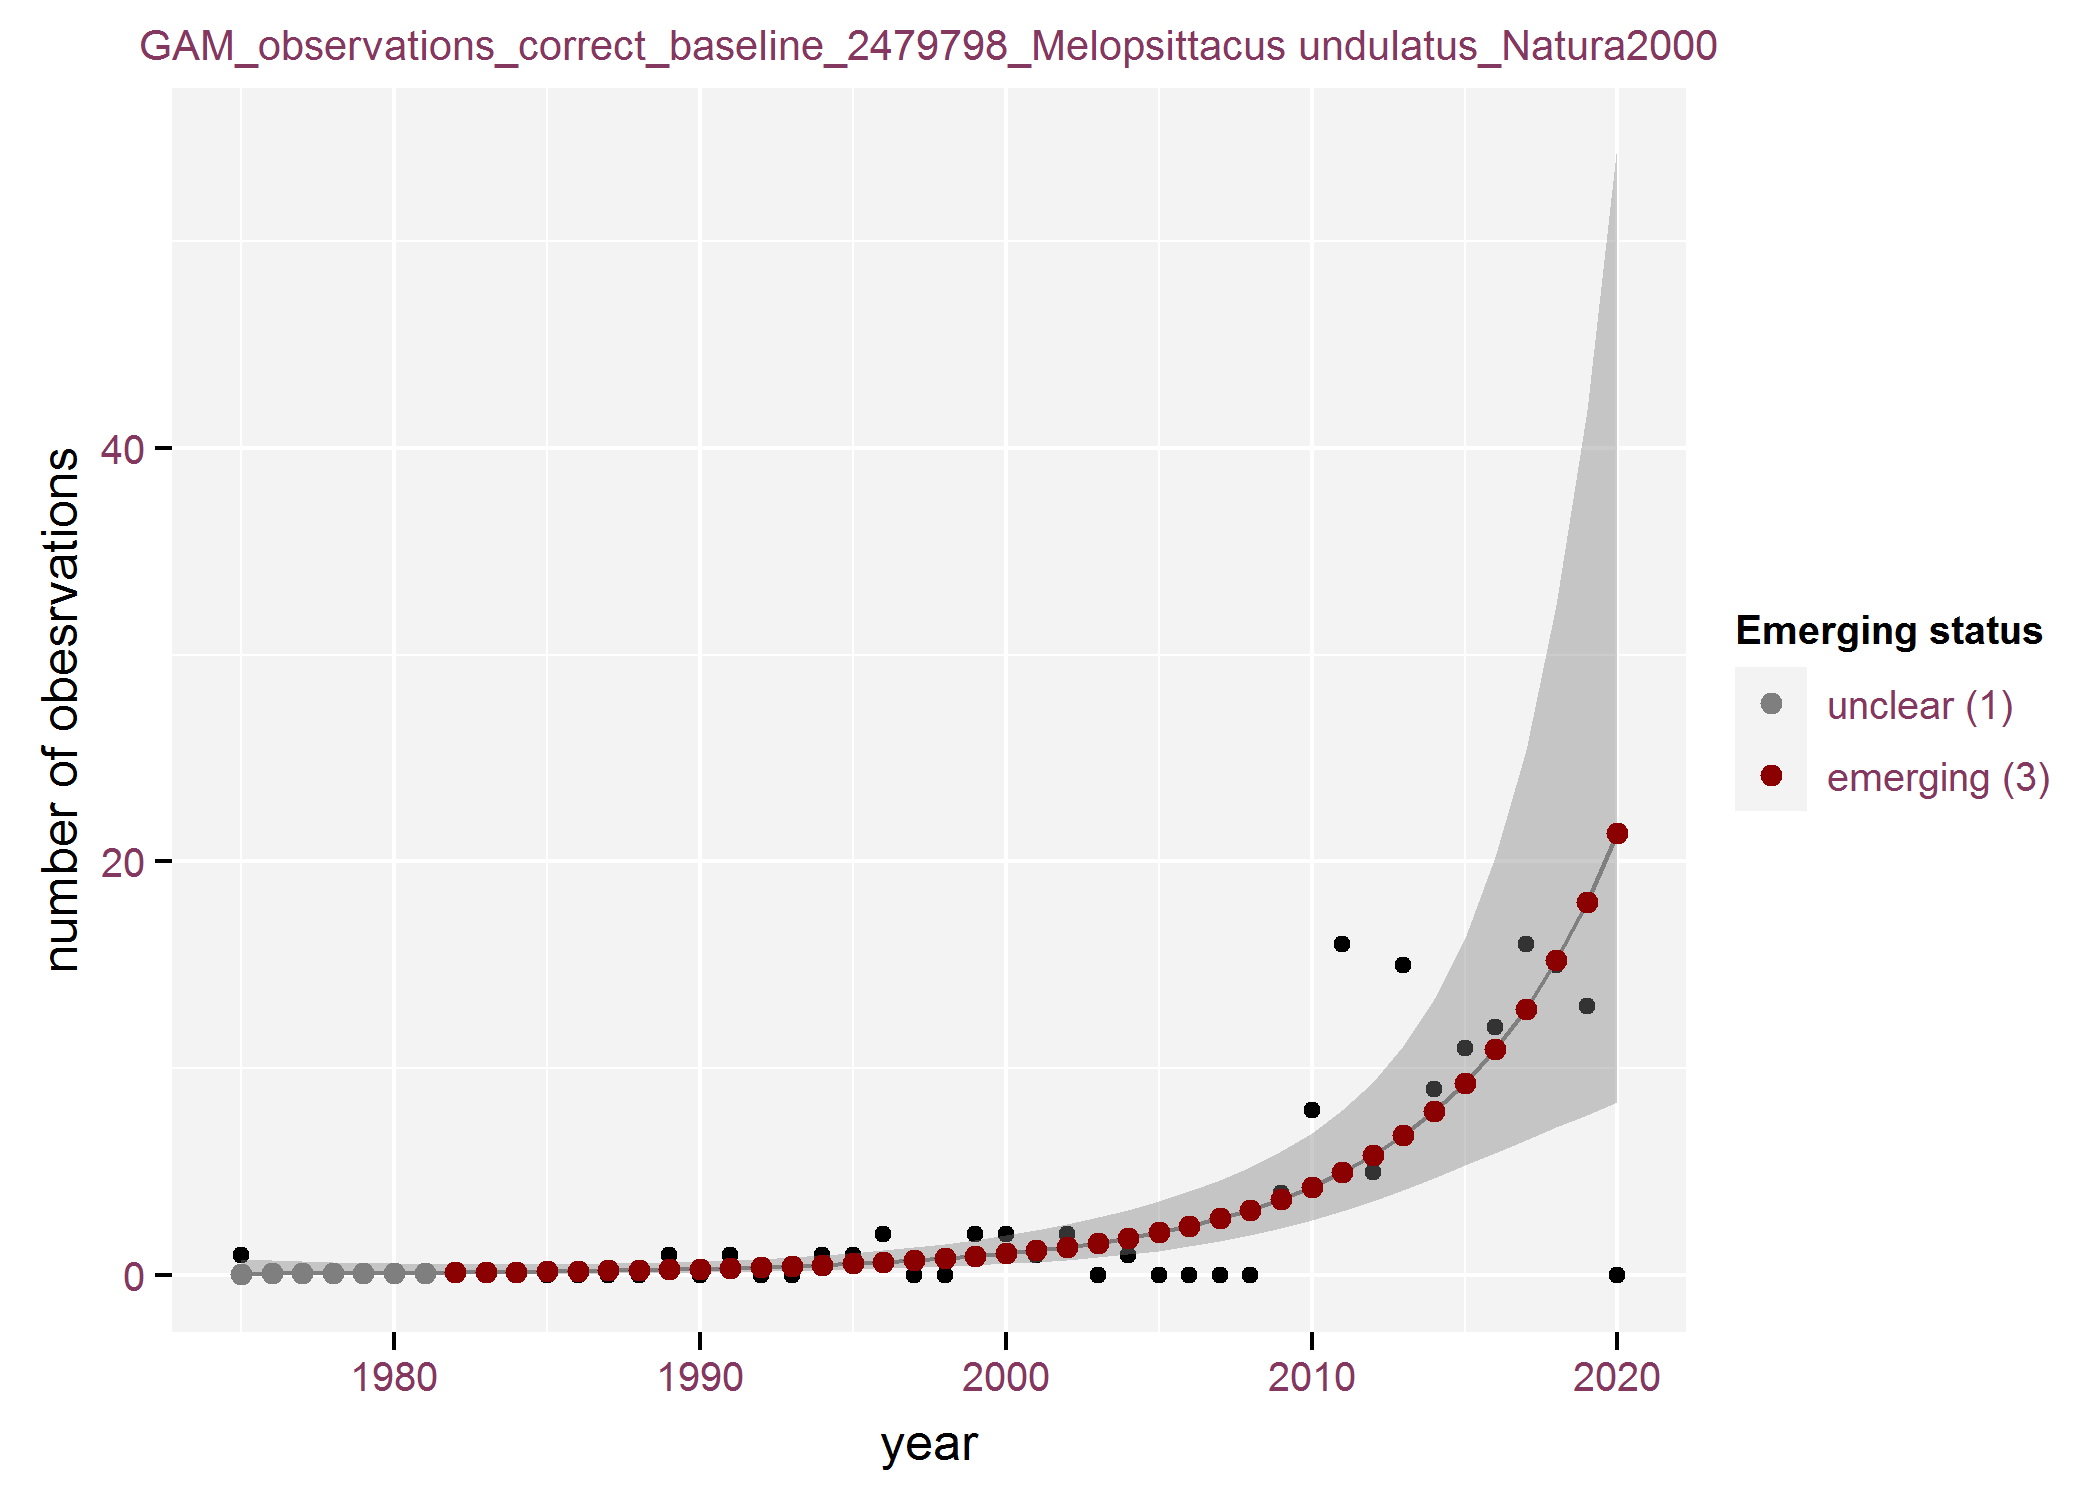 GAM_observations_correct_baseline_2479798_Melopsittacus undulatus_Natura2000
number of obesrvations
40
20
0
1980
1990
2000
2010
2020
year
Emerging status
unclear (1)
emerging (3)